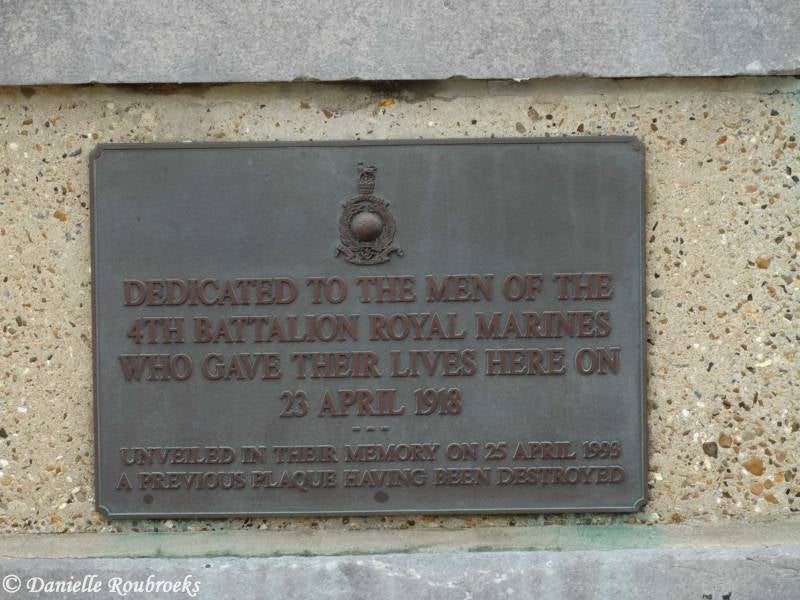 DEDICATED TO THE MEN OF THE
4TH BATTALION ROYAL MARINES
WHO GAVE THEIR LIVES HERE ON
23 APRIL 1918
---
UNVEILED IN THEIR MEMORY ON 25 APRIL 1998
A PREVIOUS PLAQUE HAVING BEEN DESTROYED
© Danielle Roubroeks